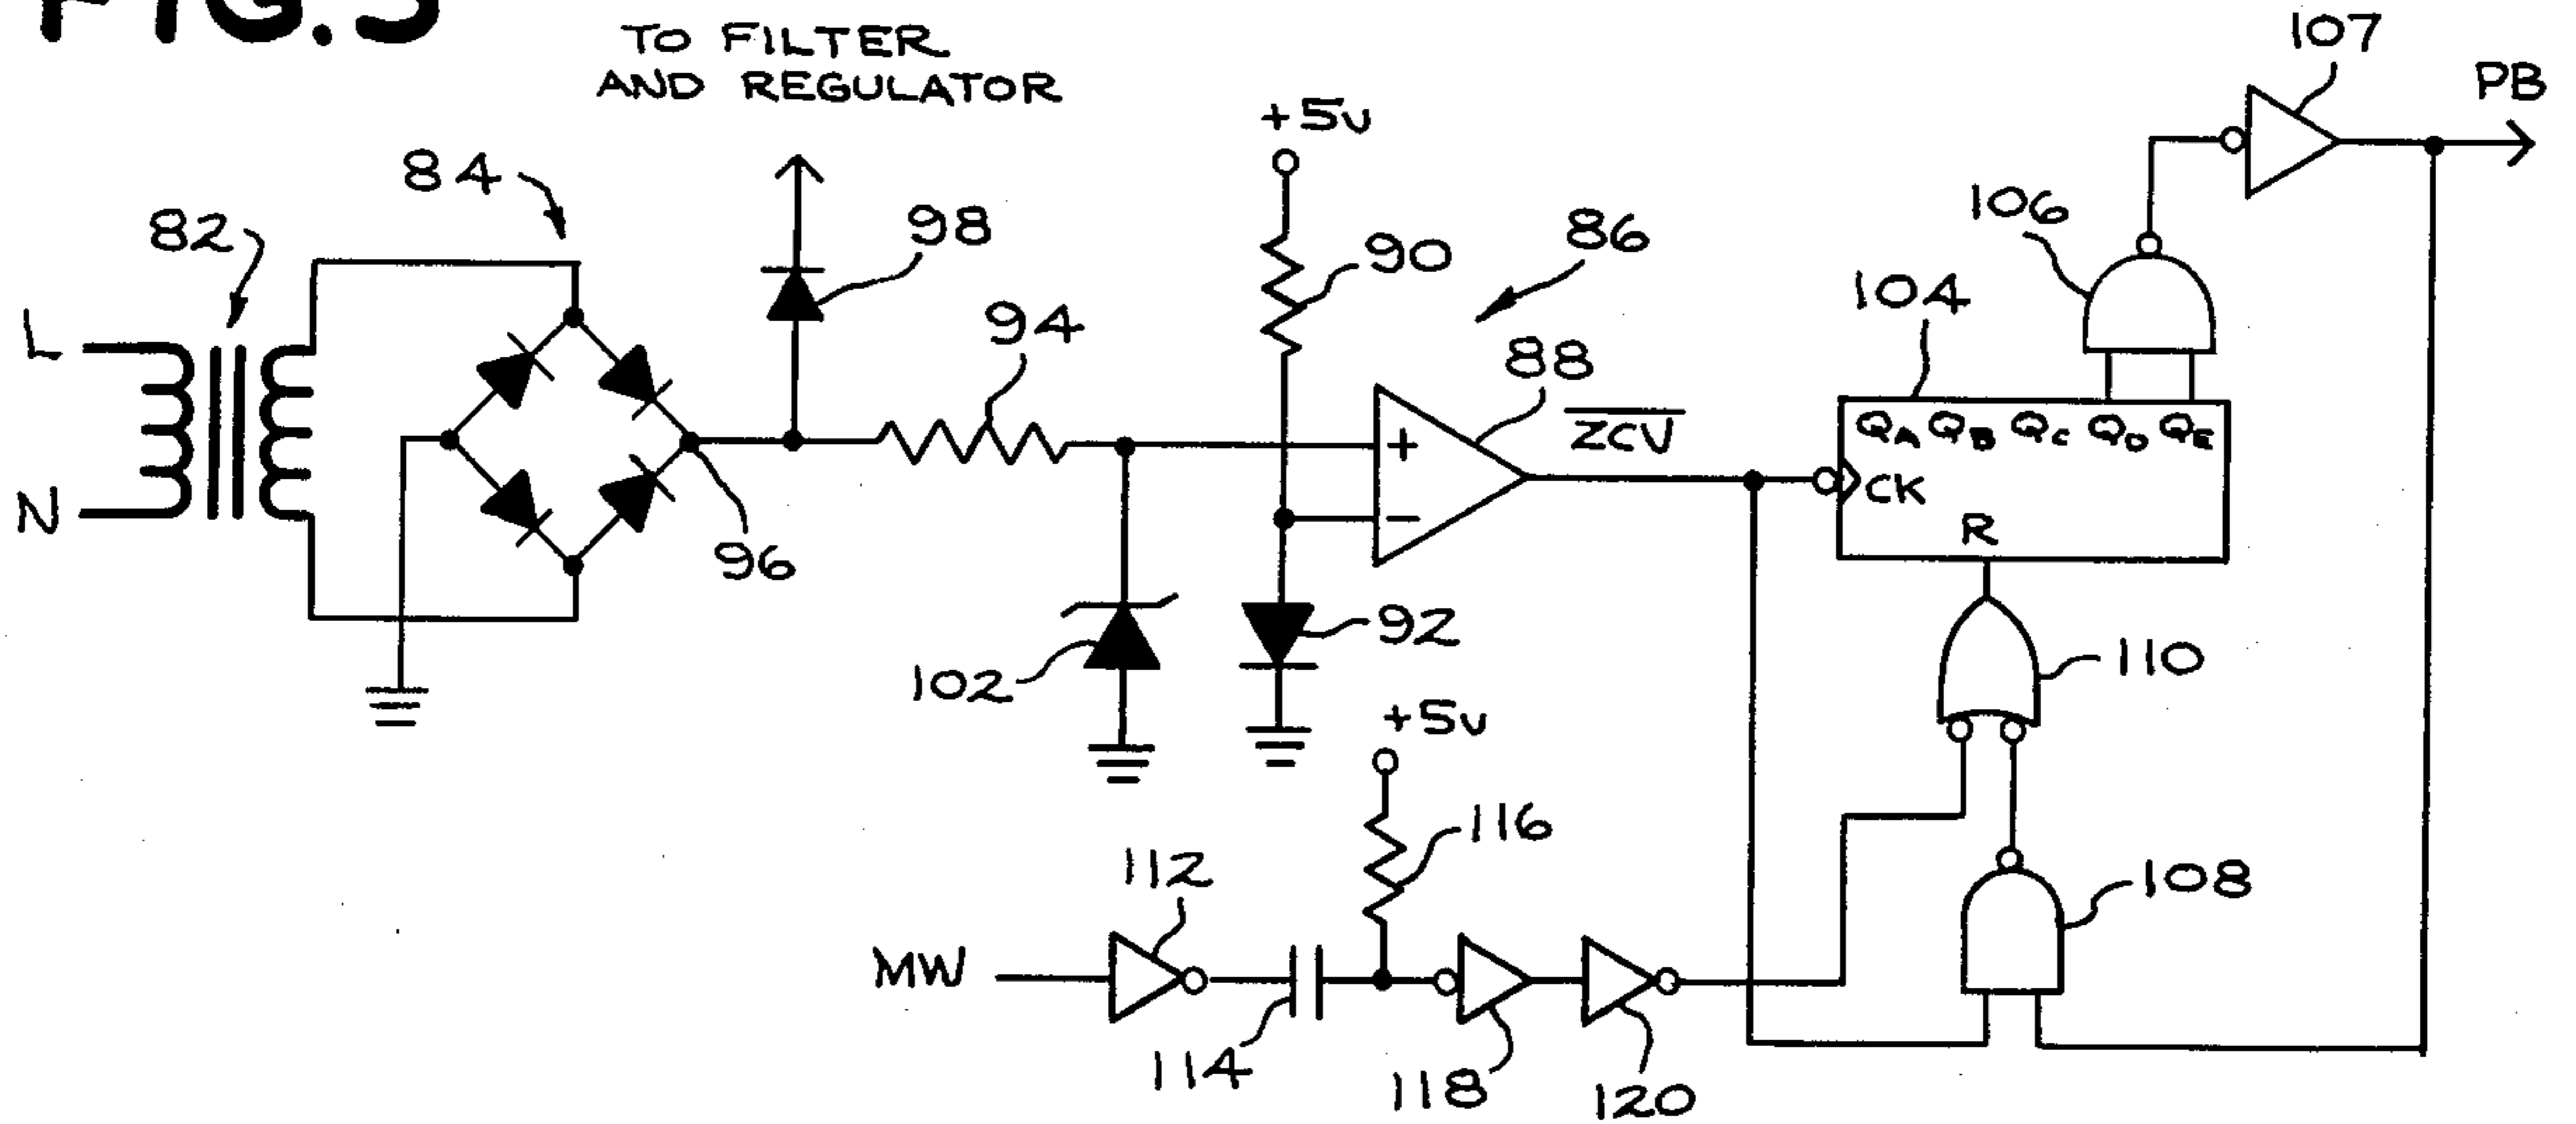 FIG. 5
TO FILTER
AND REGULATOR
107
PB
+5v
84
82
98
106
86
90
104
94
88
L
ZCV
QA QB QC QD QE
+
CK
N
R
−
96
92
110
102
+5v
116
112
108
MW
114
118
120